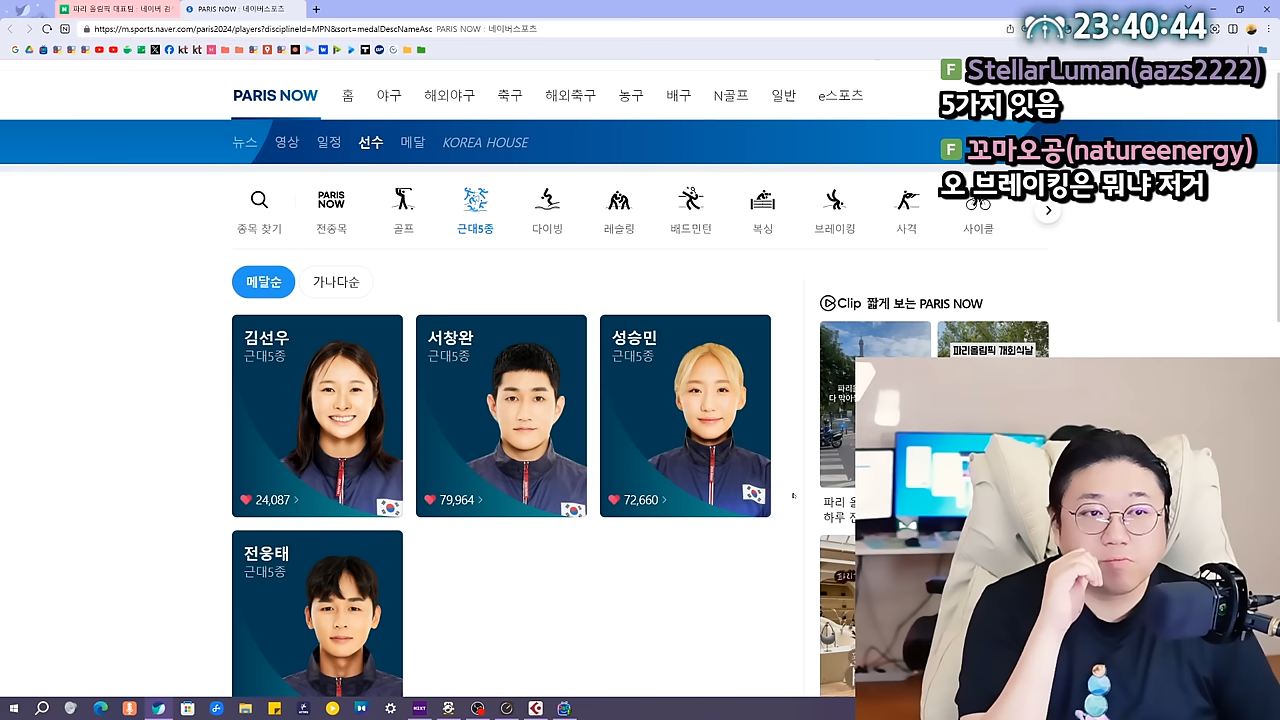 파리 올림픽 대표팀 : 네이버 검
PARIS NOW : 네이버스포츠
23:40:44
https://m.sports.naver.com/paris2024/players?disciplineId=MPN&sort=medalDescNameAsc PARIS NOW : 네이버스포츠
StellarLuman(aazs2222)
5가지 잇음
꼬마오공(natureenergy)
오 브레이킹은 뭐냐 저거
PARIS NOW 홈 야구 해외야구 축구 해외축구 농구 배구 N골프 일반 e스포츠
뉴스 영상 일정 선수 메달 KOREA HOUSE
PARIS
NOW
종목 찾기 전종목 골프 근대5종 다이빙 레슬링 배드민턴 복싱 브레이킹 사격 사이클
메달순 가나다순
Clip 짧게 보는 PARIS NOW
김선우
근대5종
24,087
서창완
근대5종
79,964
성승민
근대5종
72,660
전웅태
근대5종
파리올림픽 개회식날